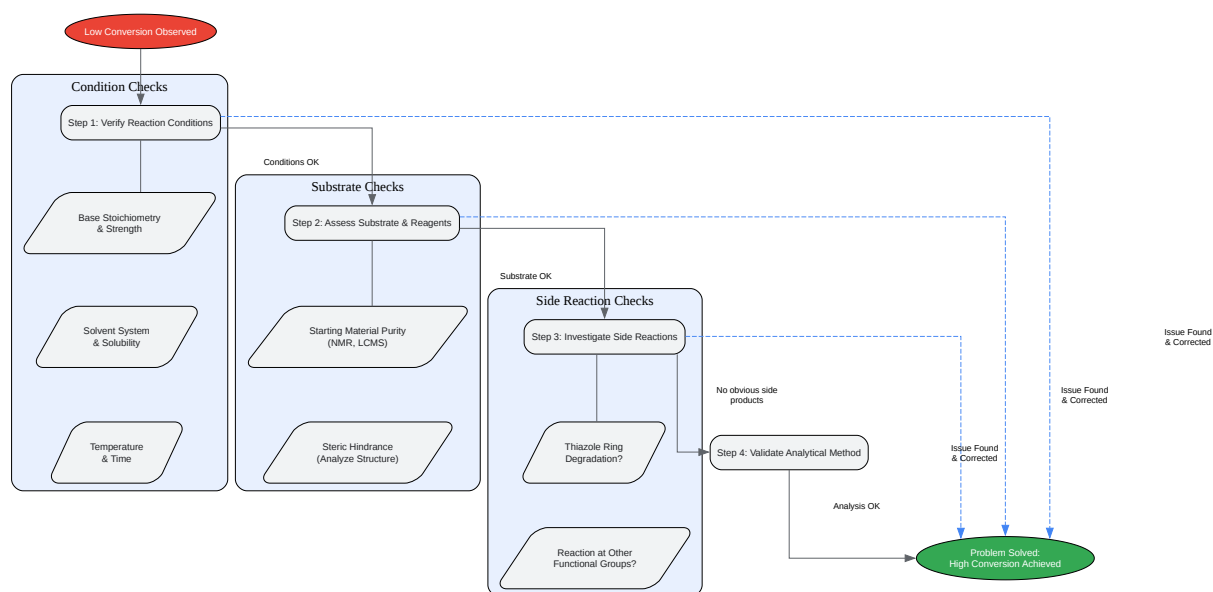 Low Conversion Observed
Condition Checks
Step 1: Verify Reaction Conditions
Conditions OK
Base Stoichiometry
& Strength
Solvent System
& Solubility
Temperature
& Time
Substrate Checks
Step 2: Assess Substrate & Reagents
Substrate OK
Starting Material Purity
(NMR, LCMS)
Steric Hindrance
(Analyze Structure)
Side Reaction Checks
Step 3: Investigate Side Reactions
No obvious side
products
Thiazole Ring
Degradation?
Reaction at Other
Functional Groups?
Step 4: Validate Analytical Method
Analysis OK
Issue Found
& Corrected
Issue Found
& Corrected
Issue Found
& Corrected
Problem Solved:
High Conversion Achieved